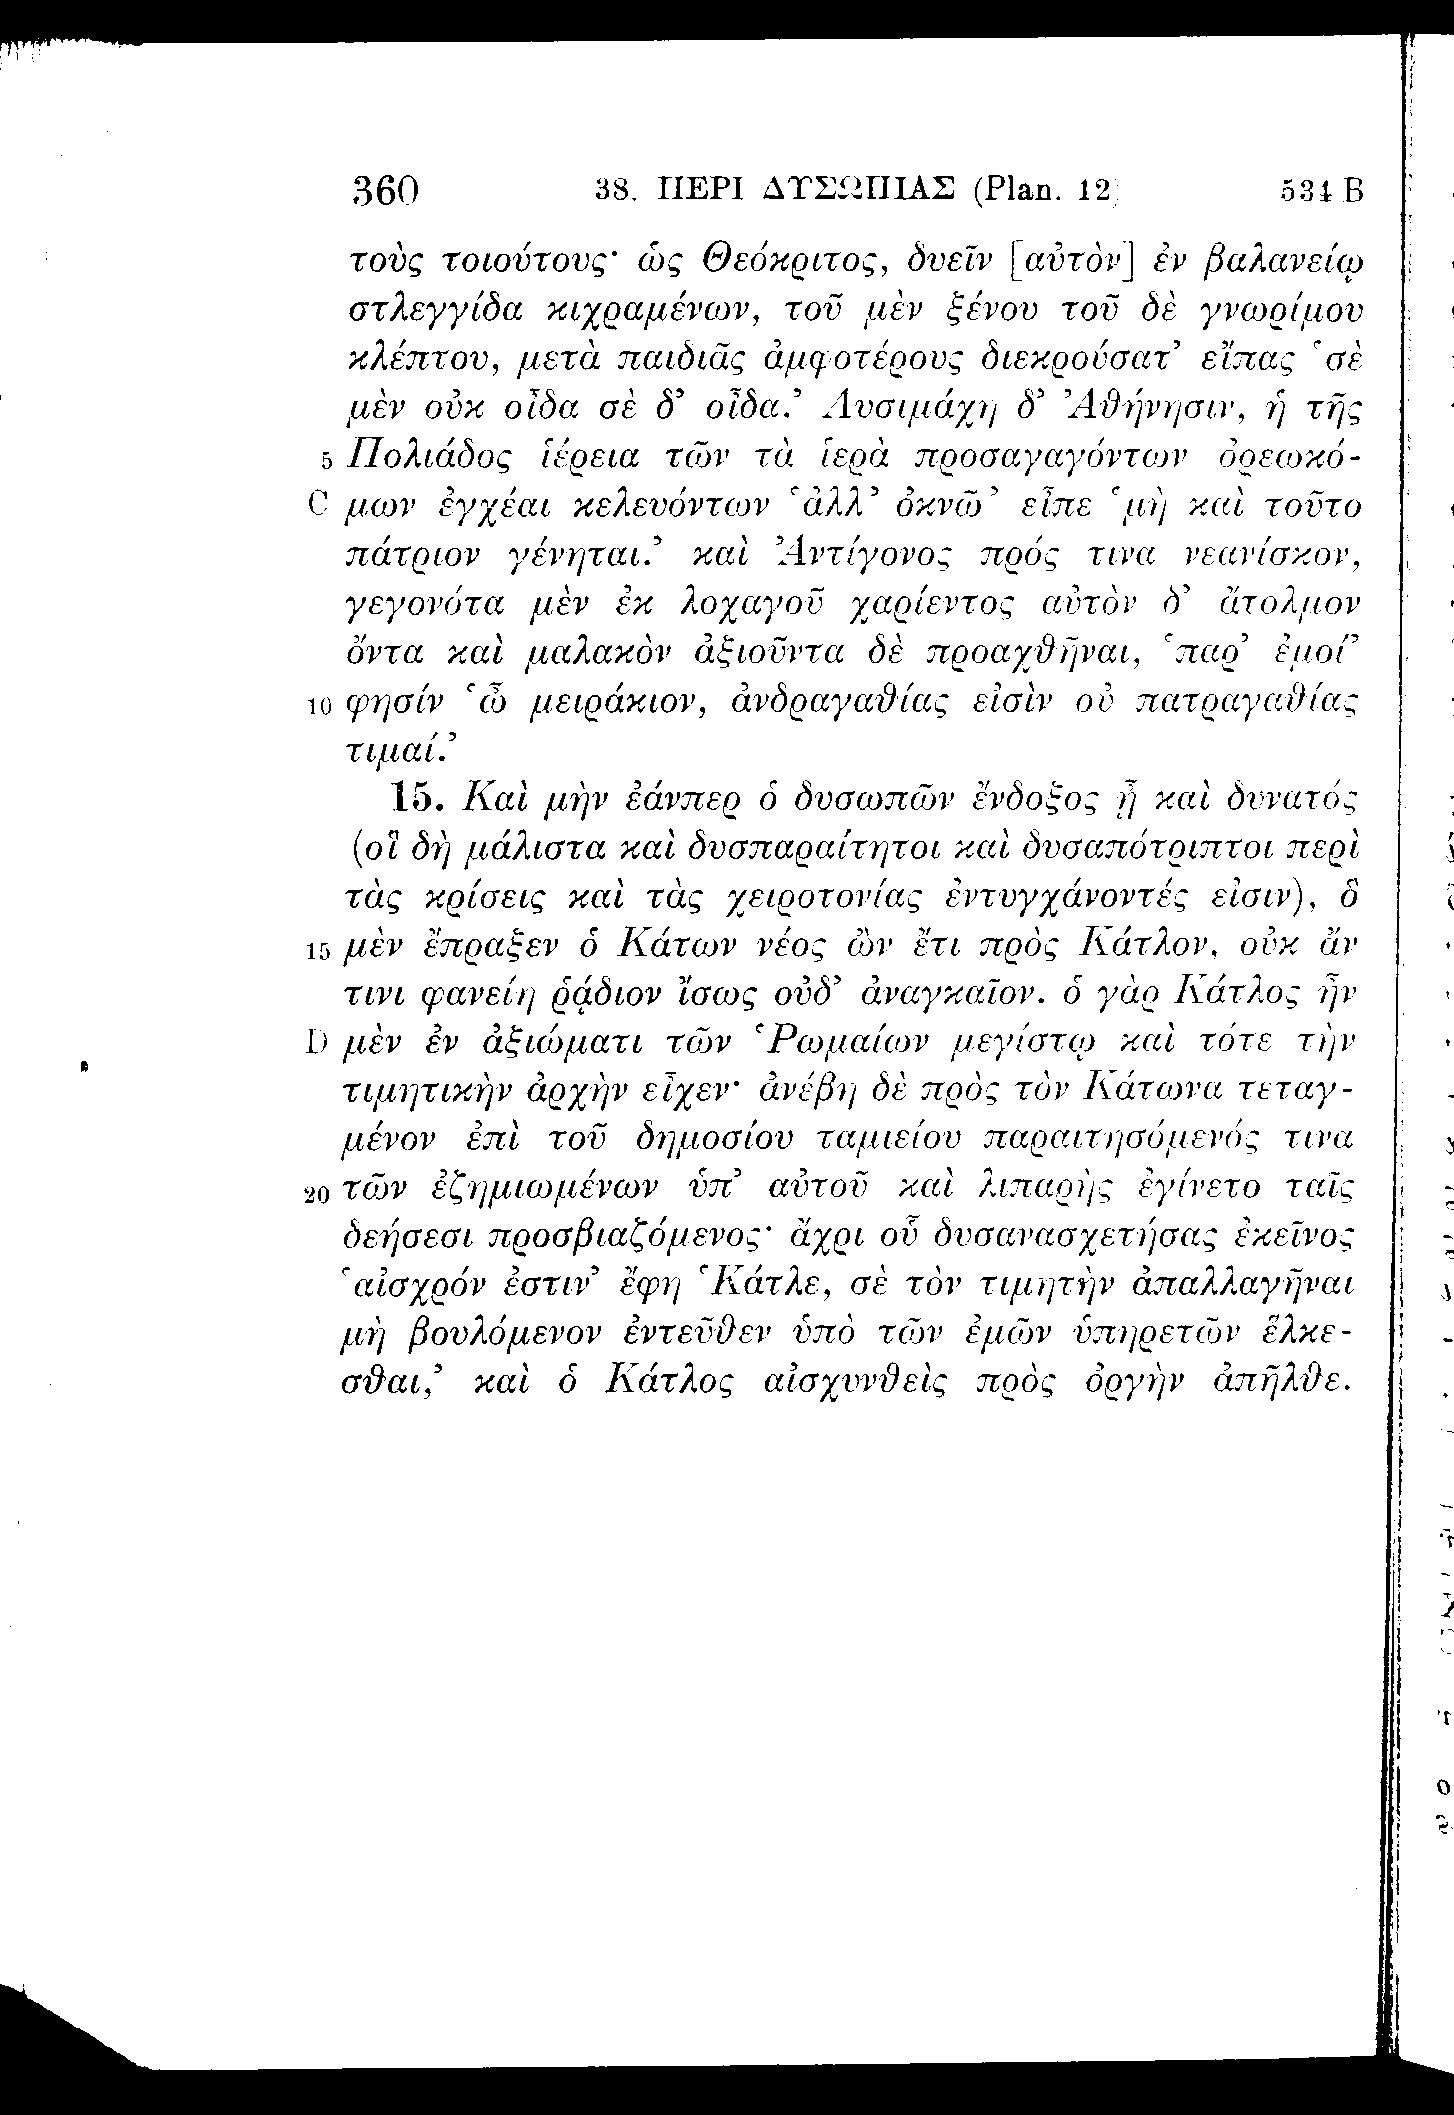 360 38. ΠΕΡΙ ΔΥΣΩΠΙΑΣ (Plan. 12) 534 B
τοὺς τοιούτους· ὡς Θεόκριτος, δυεῖν [αὐτὸν] ἐν βαλανείῳ
στλεγγίδα κιχραμένων, τοῦ μὲν ξένου τοῦ δὲ γνωρίμου
κλέπτου, μετὰ παιδιᾶς ἀμφοτέρους διεκρούσατ’ εἴπας ‘σὲ
μὲν οὐκ οἶδα σὲ δ’ οἶδα.’ Λυσιμάχη δ’ Ἀθήνησιν, ἡ τῆς
5 Πολιάδος ἱέρεια τῶν τὰ ἱερὰ προσαγαγόντων ὀρεωκό-
C μων ἐγχέαι κελευόντων ‘ἀλλ’ ὀκνῶ’ εἶπε ‘μὴ καὶ τοῦτο
πάτριον γένηται.’ καὶ Ἀντίγονος πρός τινα νεανίσκον,
γεγονότα μὲν ἐκ λοχαγοῦ χαρίεντος αὐτὸν δ’ ἄτολμον
ὄντα καὶ μαλακὸν ἀξιοῦντα δὲ προαχθῆναι, ‘παρ’ ἐμοί’
10 φησίν ‘ὦ μειράκιον, ἀνδραγαθίας εἰσὶν οὐ πατραγαθίας
τιμαί.’
15. Καὶ μὴν ἐάνπερ ὁ δυσωπῶν ἔνδοξος ᾖ καὶ δυνατός
(οἳ δὴ μάλιστα καὶ δυσπαραίτητοι καὶ δυσαπότριπτοι περὶ
τὰς κρίσεις καὶ τὰς χειροτονίας ἐντυγχάνοντές εἰσιν), ὃ
15 μὲν ἔπραξεν ὁ Κάτων νέος ὢν ἔτι πρὸς Κάτλον, οὐκ ἄν
τινι φανείη ῥᾴδιον ἴσως οὐδ’ ἀναγκαῖον. ὁ γὰρ Κάτλος ἦν
D μὲν ἐν ἀξιώματι τῶν Ῥωμαίων μεγίστῳ καὶ τότε τὴν
τιμητικὴν ἀρχὴν εἶχεν· ἀνέβη δὲ πρὸς τὸν Κάτωνα τεταγ-
μένον ἐπὶ τοῦ δημοσίου ταμιείου παραιτησόμενός τινα
20 τῶν ἐζημιωμένων ὑπ’ αὐτοῦ καὶ λιπαρὴς ἐγίνετο ταῖς
δεήσεσι προσβιαζόμενος· ἄχρι οὗ δυσανασχετήσας ἐκεῖνος
‘αἰσχρόν ἐστιν’ ἔφη ‘Κάτλε, σὲ τὸν τιμητὴν ἀπαλλαγῆναι
μὴ βουλόμενον ἐντεῦθεν ὑπὸ τῶν ἐμῶν ὑπηρετῶν ἕλκε-
σθαι,’ καὶ ὁ Κάτλος αἰσχυνθεὶς πρὸς ὀργὴν ἀπῆλθε.